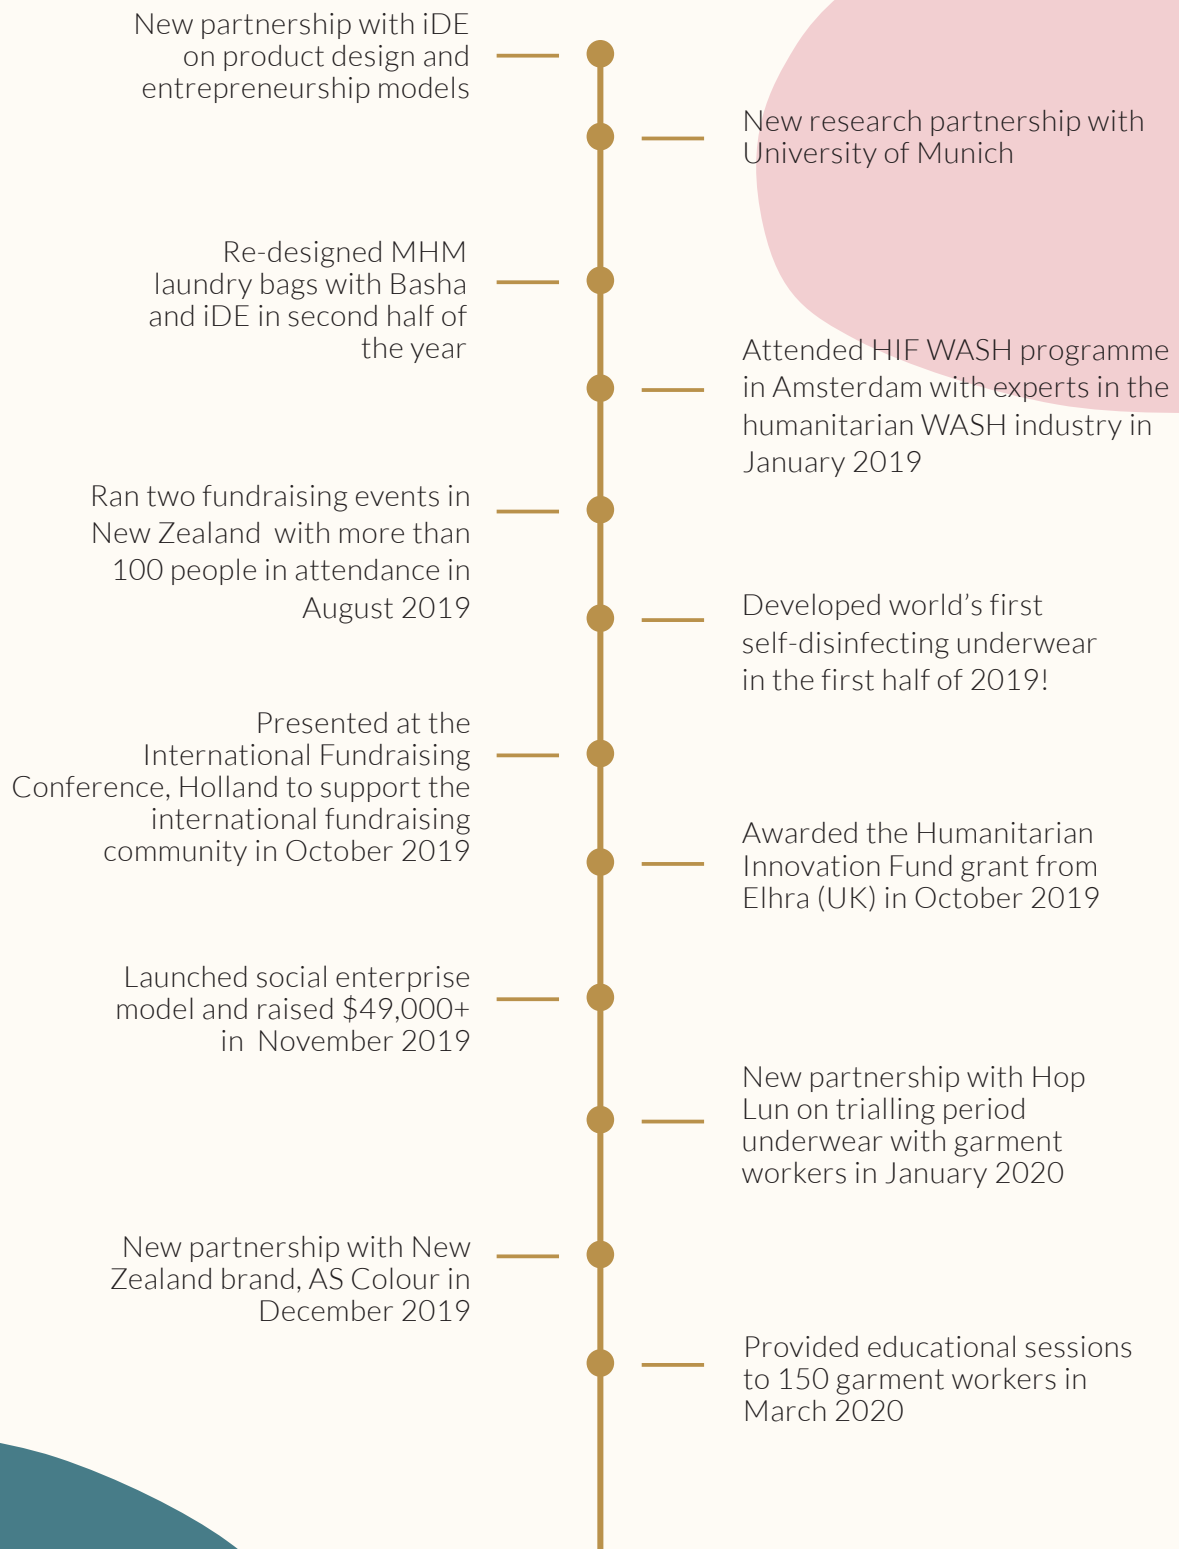 New partnership with iDE
on product design and
entrepreneurship models
New research partnership with
University of Munich
Re-designed MHM
laundry bags with Basha
and iDE in second half of
the year
Attended HIF WASH programme
in Amsterdam with experts in the
humanitarian WASH industry in
January 2019
Ran two fundraising events in
New Zealand  with more than
100 people in attendance in
August 2019
Developed world’s first
self-disinfecting underwear
in the first half of 2019!
Presented at the
International Fundraising
Conference, Holland to support the
international fundraising
community in October 2019
Awarded the Humanitarian
Innovation Fund grant from
Elhra (UK) in October 2019
Launched social enterprise
model and raised $49,000+
in  November 2019
New partnership with Hop
Lun on trialling period
underwear with garment
workers in January 2020
New partnership with New
Zealand brand, AS Colour in
December 2019
Provided educational sessions
to 150 garment workers in
March 2020